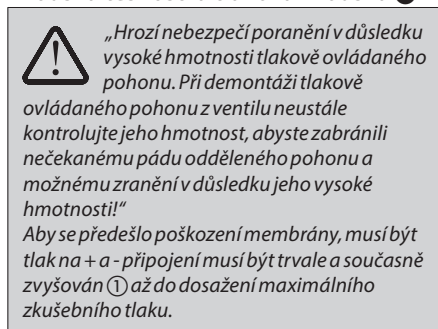 „Hrozí nebezpečí poranění v důsledku
vysoké hmotnosti tlakově ovládaného
pohonu. Při demontáži tlakově
ovládaného pohonu z ventilu neustále
kontrolujte jeho hmotnost, abyste zabránili
nečekanému pádu odděleného pohonu a
možnému zranění v důsledku jeho vysoké
hmotnosti!“
Aby se předešlo poškození membrány, musí být
tlak na + a - připojení musí být trvale a současně
zvyšován ① až do dosažení maximálního
zkušebního tlaku.